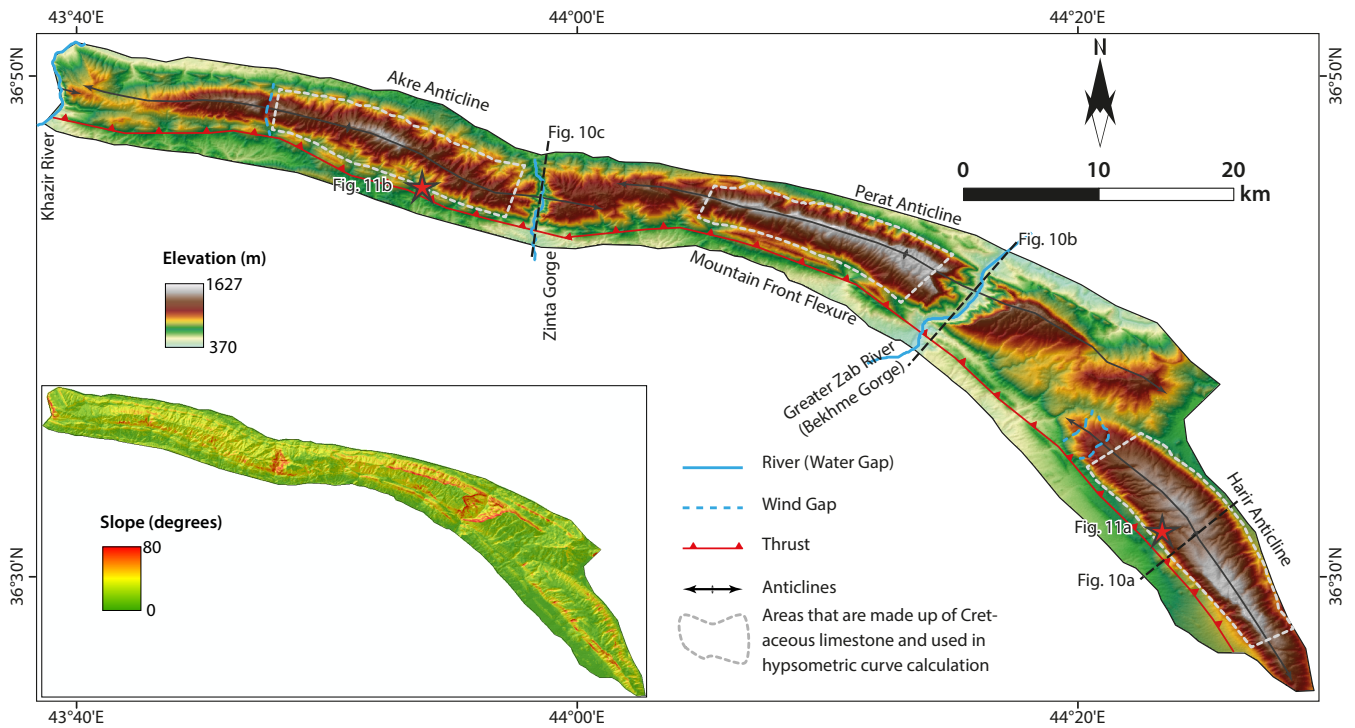 43°40'E
44°00'E
44°20'E
36°50'N
36°50'N
N
Akre Anticline
Fig. 10c
Khazir River
Fig. 11b
0
10
20
km
Perat Anticline
Fig. 10b
Zinta Gorge
Mountain Front Flexure
Elevation (m)
1627
370
Greater Zab River
(Bekhme Gorge)
River (Water Gap)
Wind Gap
Thrust
Anticlines
Areas that are made up of Cret-
aceous limestone and used in
hypsometric curve calculation
Harir Anticline
Fig. 11a
Fig. 10a
Slope (degrees)
80
0
36°30'N
36°30'N
43°40'E
44°00'E
44°20'E